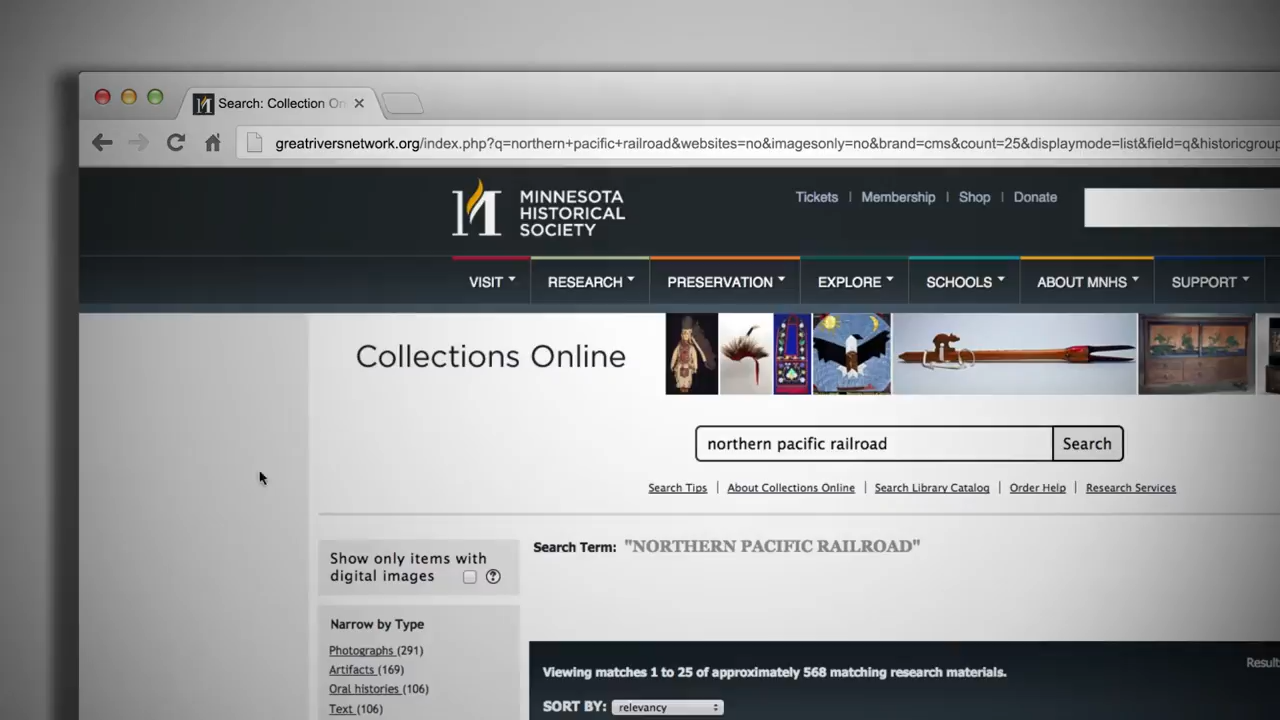 Search: Collection On
greatriversnetwork.org/index.php?q=northern+pacific+railroad&websites=no&imagesonly=no&brand=cms&count=25&displaymode=list&field=q&historicgroup
MINNESOTA
HISTORICAL
SOCIETY
Tickets | Membership | Shop | Donate
VISIT RESEARCH PRESERVATION EXPLORE SCHOOLS ABOUT MNHS SUPPORT
Collections Online
northern pacific railroad Search
Search Tips | About Collections Online | Search Library Catalog | Order Help | Research Services
Show only items with
digital images ?
Search Term: "NORTHERN PACIFIC RAILROAD"
Narrow by Type
Photographs (291)
Artifacts (169)
Oral histories (106)
Text (106)
Viewing matches 1 to 25 of approximately 568 matching research materials.
Result
SORT BY: relevancy